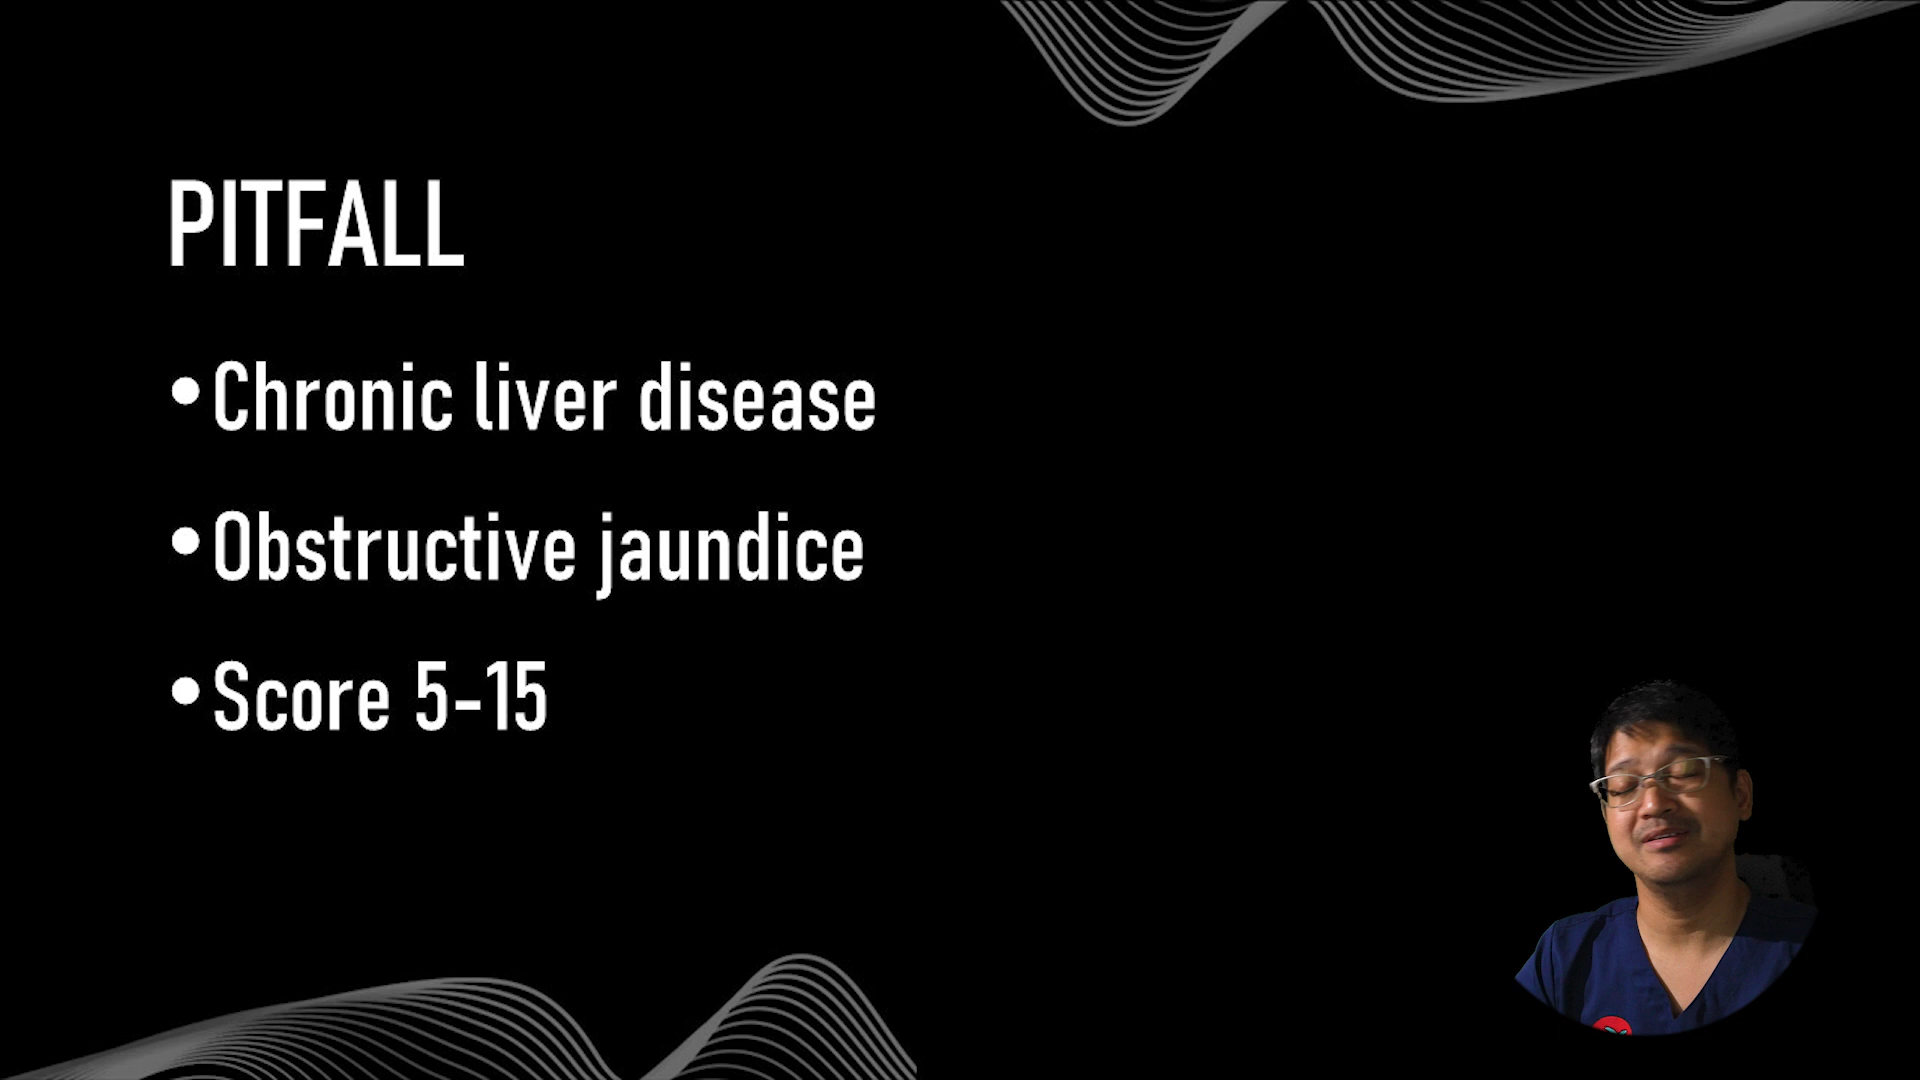 PITFALL
•Chronic liver disease
•Obstructive jaundice
•Score 5-15